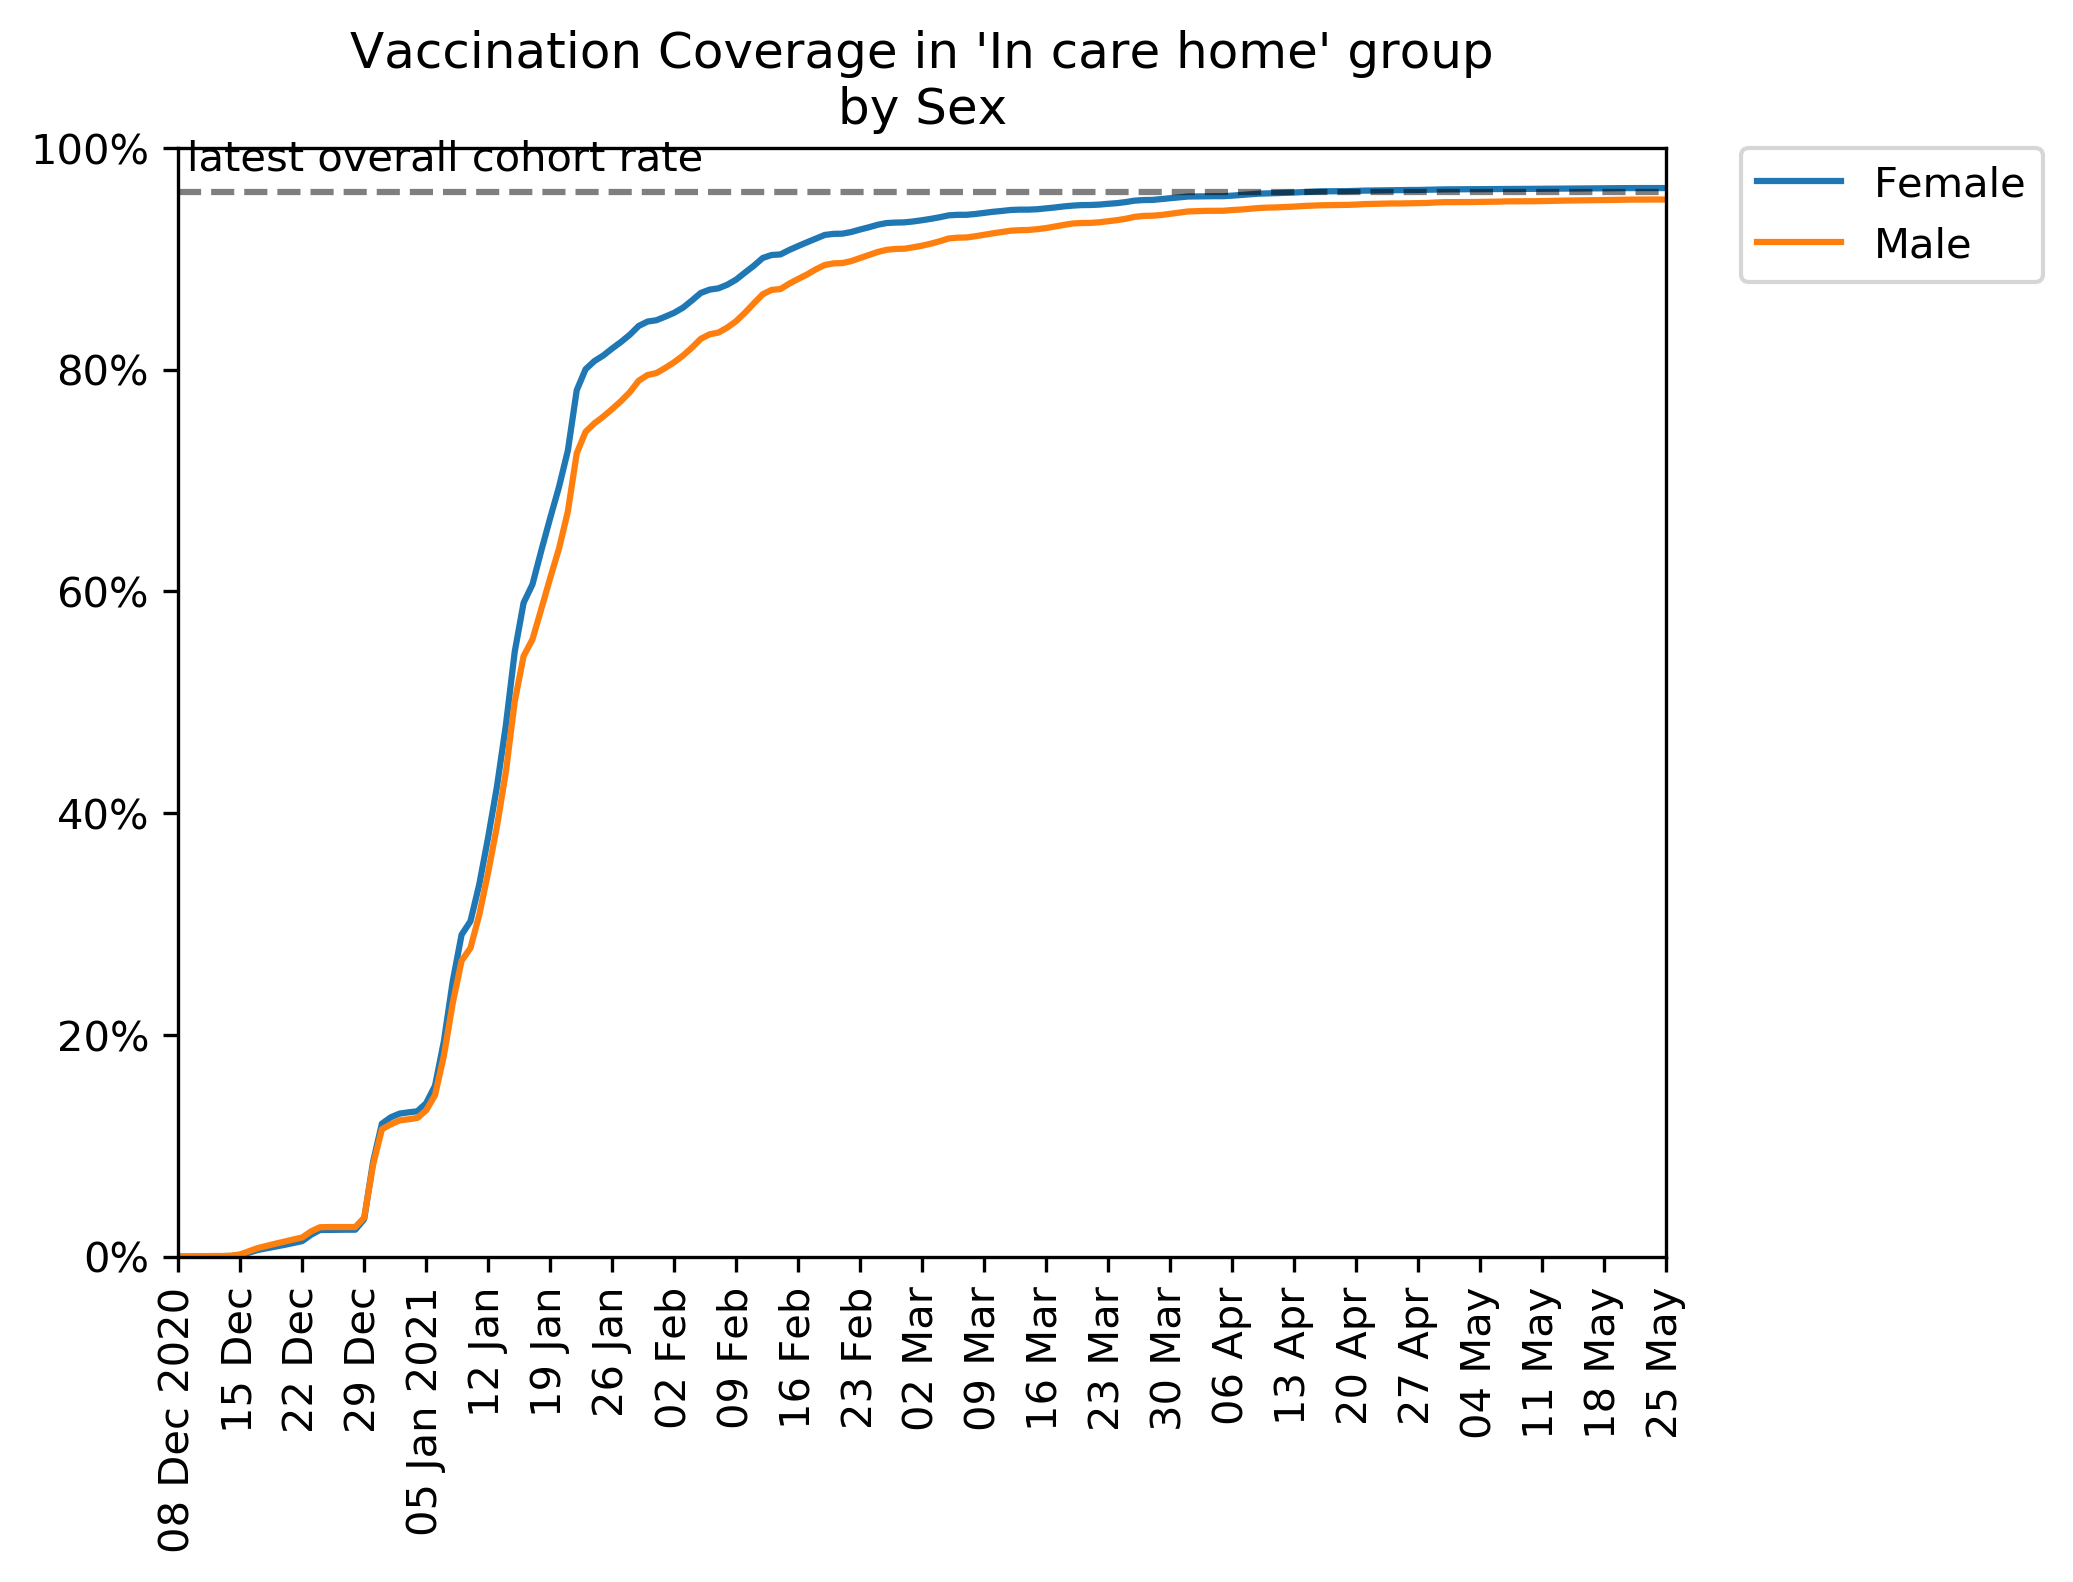 Vaccination Coverage in 'In care home' group
by Sex
100%
80%
60%
40%
20%
0%
latest overall cohort rate
Female
Male
08 Dec 2020
15 Dec
22 Dec
29 Dec
05 Jan 2021
12 Jan
19 Jan
26 Jan
02 Feb
09 Feb
16 Feb
23 Feb
02 Mar
09 Mar
16 Mar
23 Mar
30 Mar
06 Apr
13 Apr
20 Apr
27 Apr
04 May
11 May
18 May
25 May